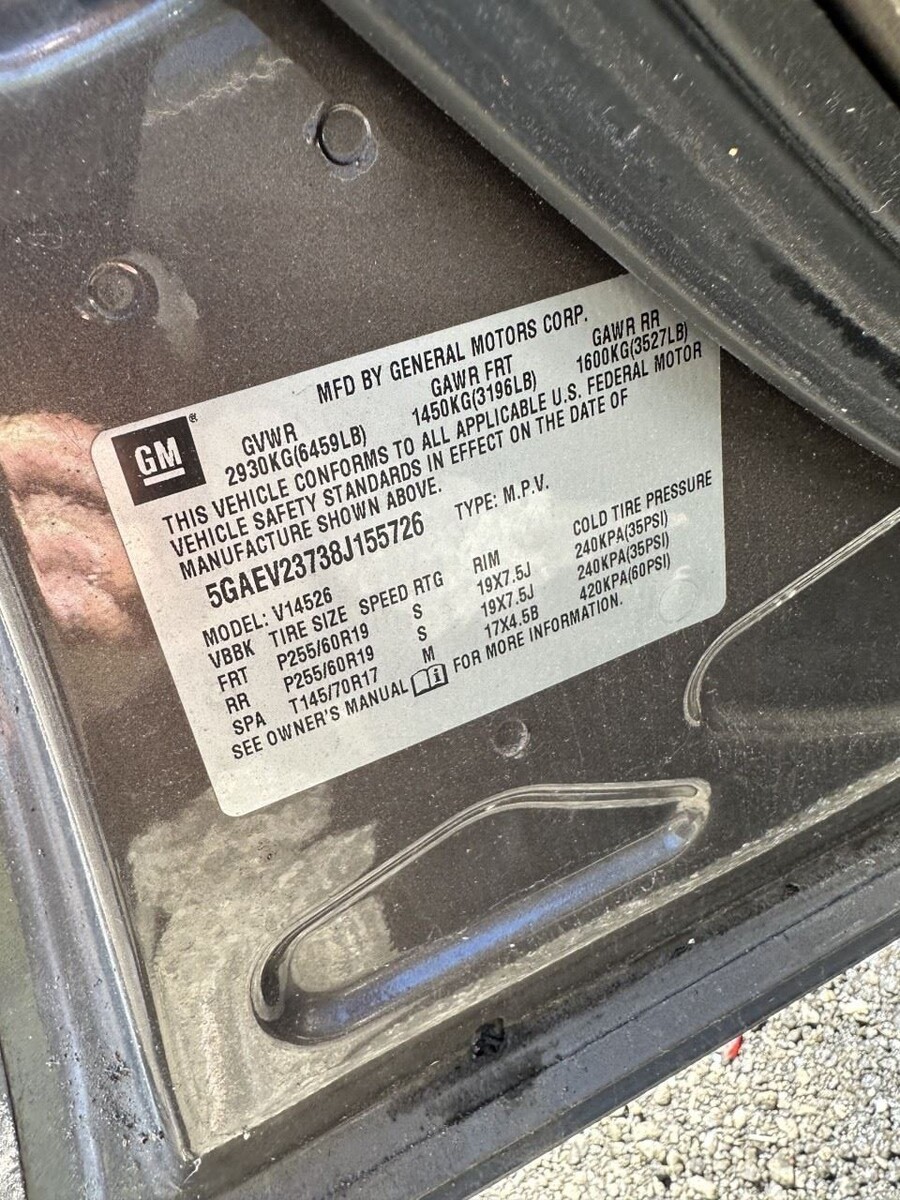 MFD BY GENERAL MOTORS CORP.
GM®
GVWR GAWR FRT GAWR RR
2930KG(6459LB) 1450KG(3196LB) 1600KG(3527LB)
THIS VEHICLE CONFORMS TO ALL APPLICABLE U.S. FEDERAL MOTOR
VEHICLE SAFETY STANDARDS IN EFFECT ON THE DATE OF
MANUFACTURE SHOWN ABOVE.
5GAEV23738J155726 TYPE: M.P.V.
MODEL: V14526
VBBK TIRE SIZE SPEED RTG RIM COLD TIRE PRESSURE
FRT P255/60R19 S 19X7.5J 240KPA(35PSI)
RR P255/60R19 S 19X7.5J 240KPA(35PSI)
SPA T145/70R17 M 17X4.5B 420KPA(60PSI)
SEE OWNER'S MANUAL FOR MORE INFORMATION.